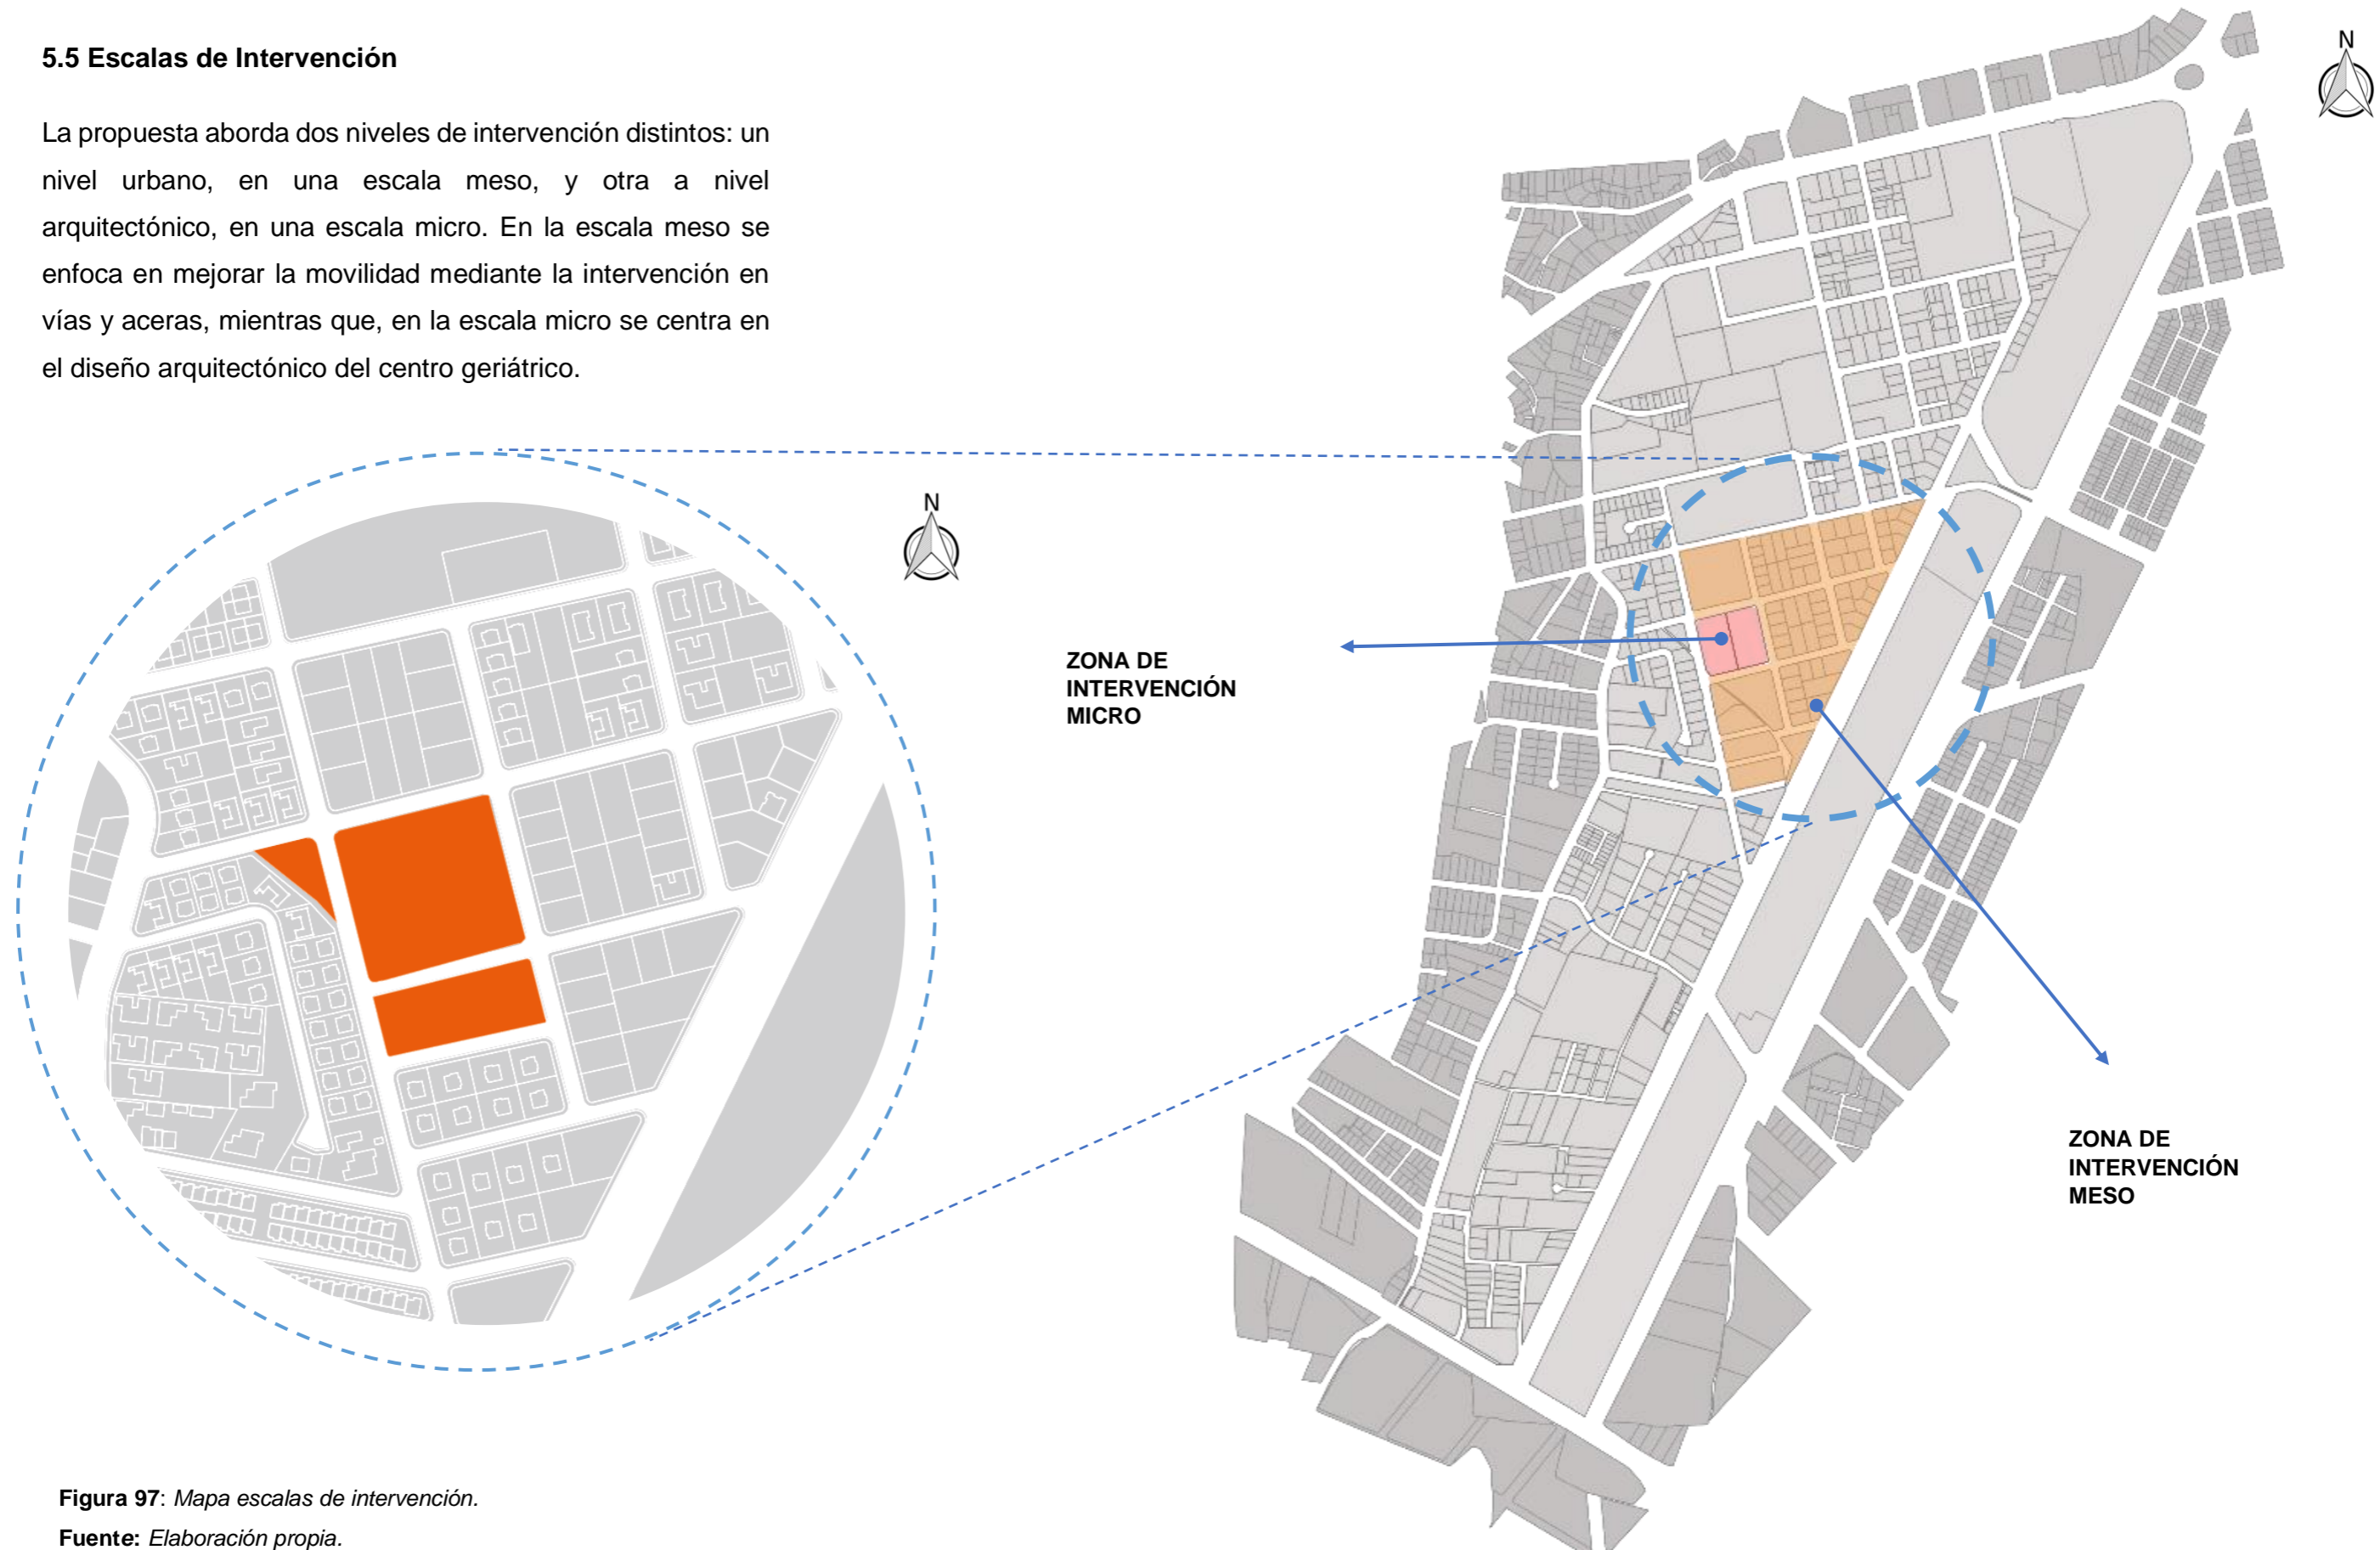 5.5 Escalas de Intervención
La propuesta aborda dos niveles de intervención distintos: un
nivel urbano, en una escala meso, y otra a nivel
arquitectónico, en una escala micro. En la escala meso se
enfoca en mejorar la movilidad mediante la intervención en
vías y aceras, mientras que, en la escala micro se centra en
el diseño arquitectónico del centro geriátrico.
N
N
ZONA DE
INTERVENCIÓN
MICRO
ZONA DE
INTERVENCIÓN
MESO
Figura 97: Mapa escalas de intervención.
Fuente: Elaboración propia.